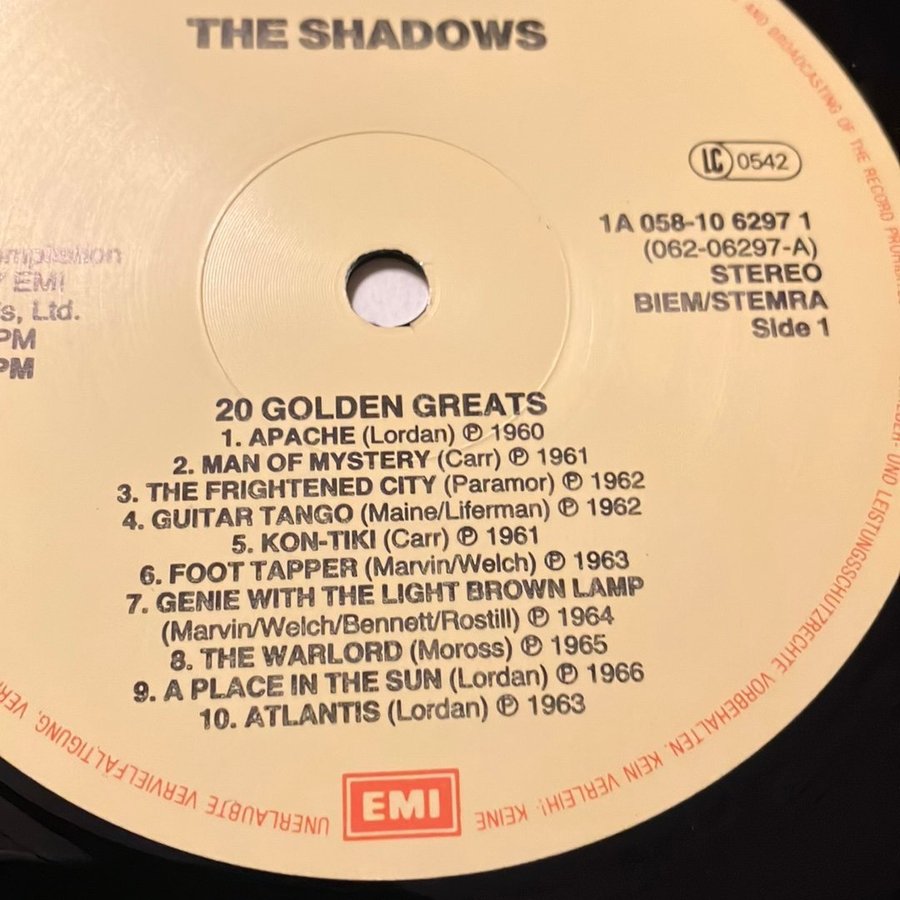 THE SHADOWS
LC 0542
1A 058-10 6297 1
(062-06297-A)
STEREO
BIEM/STEMRA
Side 1
EMI
Ltd.
20 GOLDEN GREATS
1. APACHE (Lordan) ℗ 1960
2. MAN OF MYSTERY (Carr) ℗ 1961
3. THE FRIGHTENED CITY (Paramor) ℗ 1962
4. GUITAR TANGO (Maine/Liferman) ℗ 1962
5. KON-TIKI (Carr) ℗ 1961
6. FOOT TAPPER (Marvin/Welch) ℗ 1963
7. GENIE WITH THE LIGHT BROWN LAMP
(Marvin/Welch/Bennett/Rostill) ℗ 1964
8. THE WARLORD (Moross) ℗ 1965
9. A PLACE IN THE SUN (Lordan) ℗ 1966
10. ATLANTIS (Lordan) ℗ 1963
EMI
AND BROADCASTING OF THE RECORD
UND LEISTUNGSSCHUTZRECHTE VORBEHALTEN. KEIN VERLEIH! KEINE
UNERLAUBTE VERVIELFÄLTIGUNG,